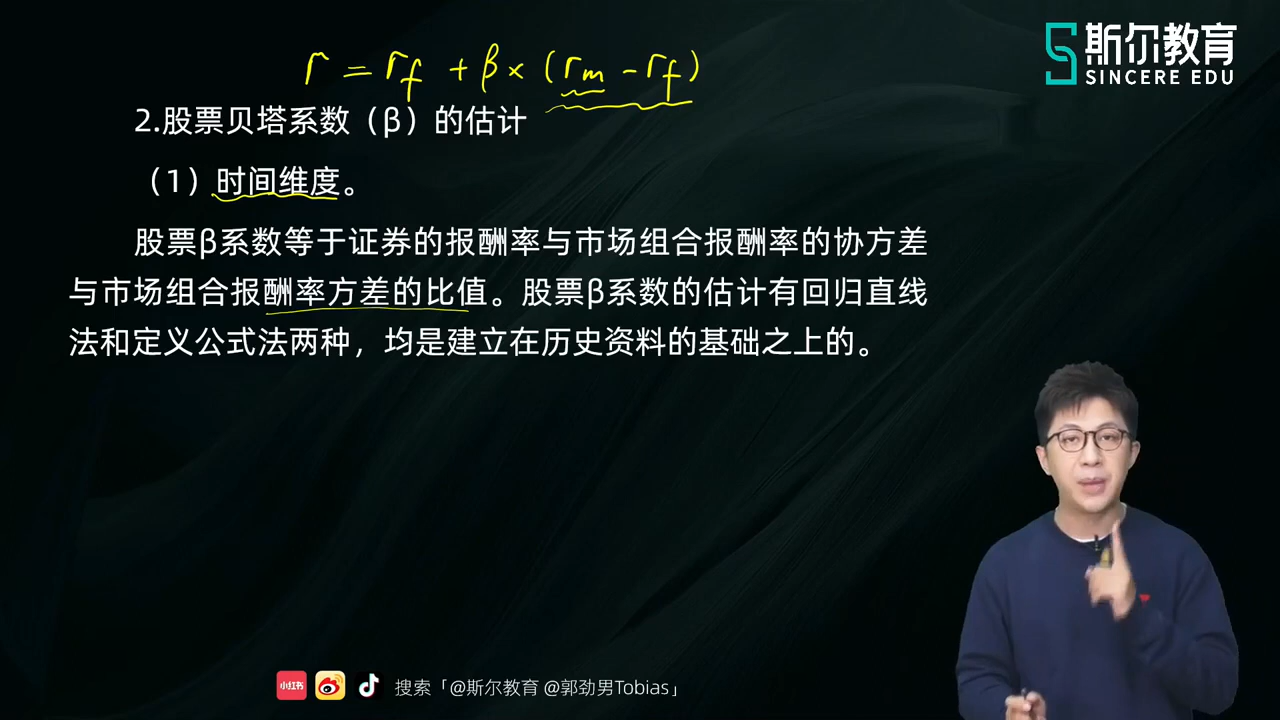 斯尔教育
SINCERE EDU
r = rf + β × (rm - rf)
2.股票贝塔系数（β）的估计
（1）时间维度。
股票β系数等于证券的报酬率与市场组合报酬率的协方差
与市场组合报酬率方差的比值。股票β系数的估计有回归直线
法和定义公式法两种，均是建立在历史资料的基础之上的。
小红书 搜索「@斯尔教育 @郭劲男Tobias」